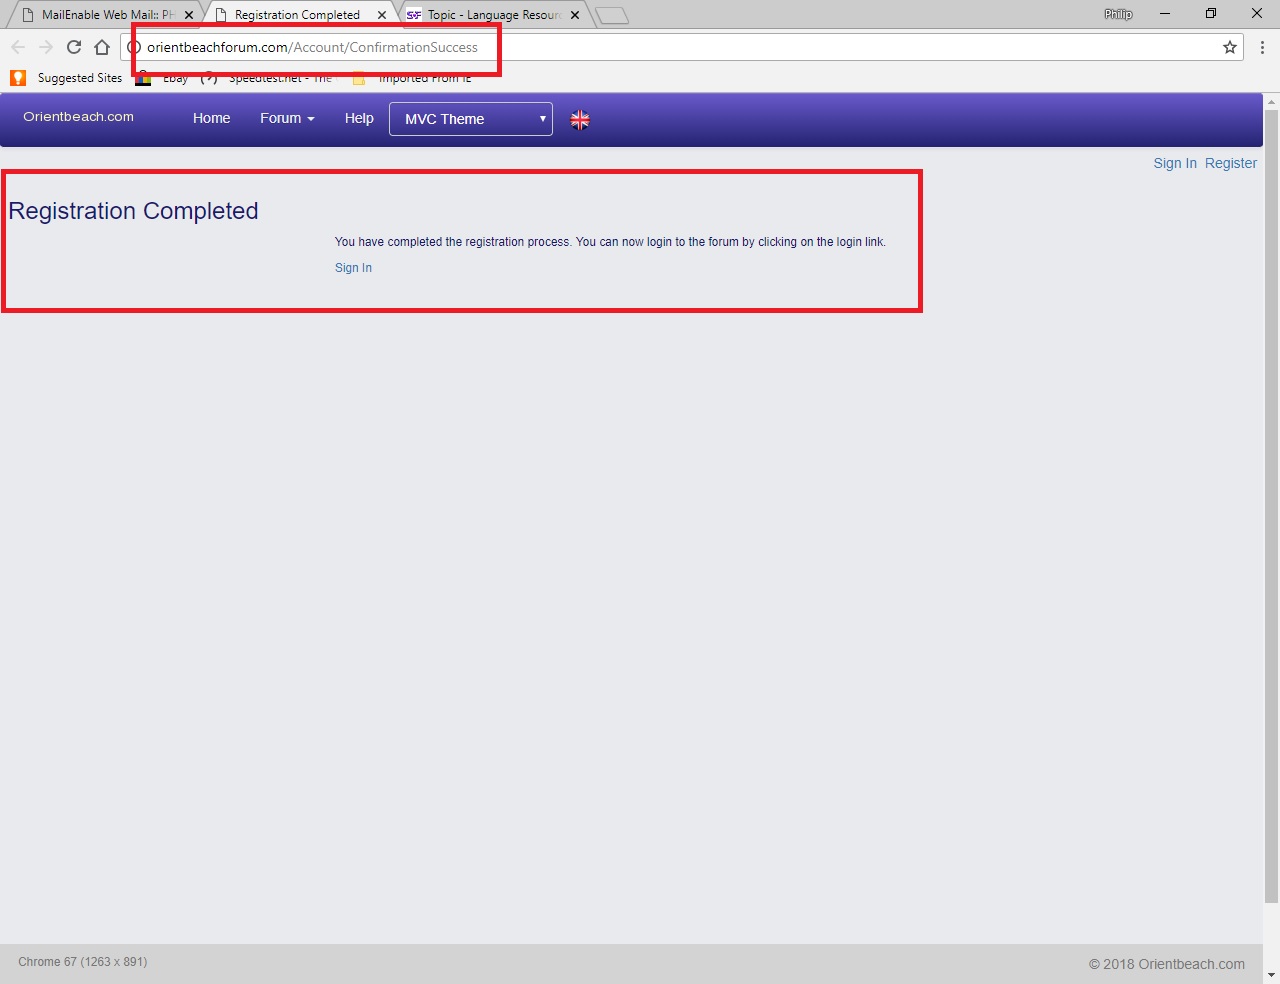 MailEnable Web Mail:: PH
Registration Completed
Topic - Language Resour
Philip
orientbeachforum.com/Account/ConfirmationSuccess
Suggested Sites
Ebay
Speedtest.net - The
Imported From IE
Orientbeach.com
Home
Forum
Help
MVC Theme
Sign In Register
Registration Completed
You have completed the registration process. You can now login to the forum by clicking on the login link.
Sign In
Chrome 67 (1263 x 891)
© 2018 Orientbeach.com